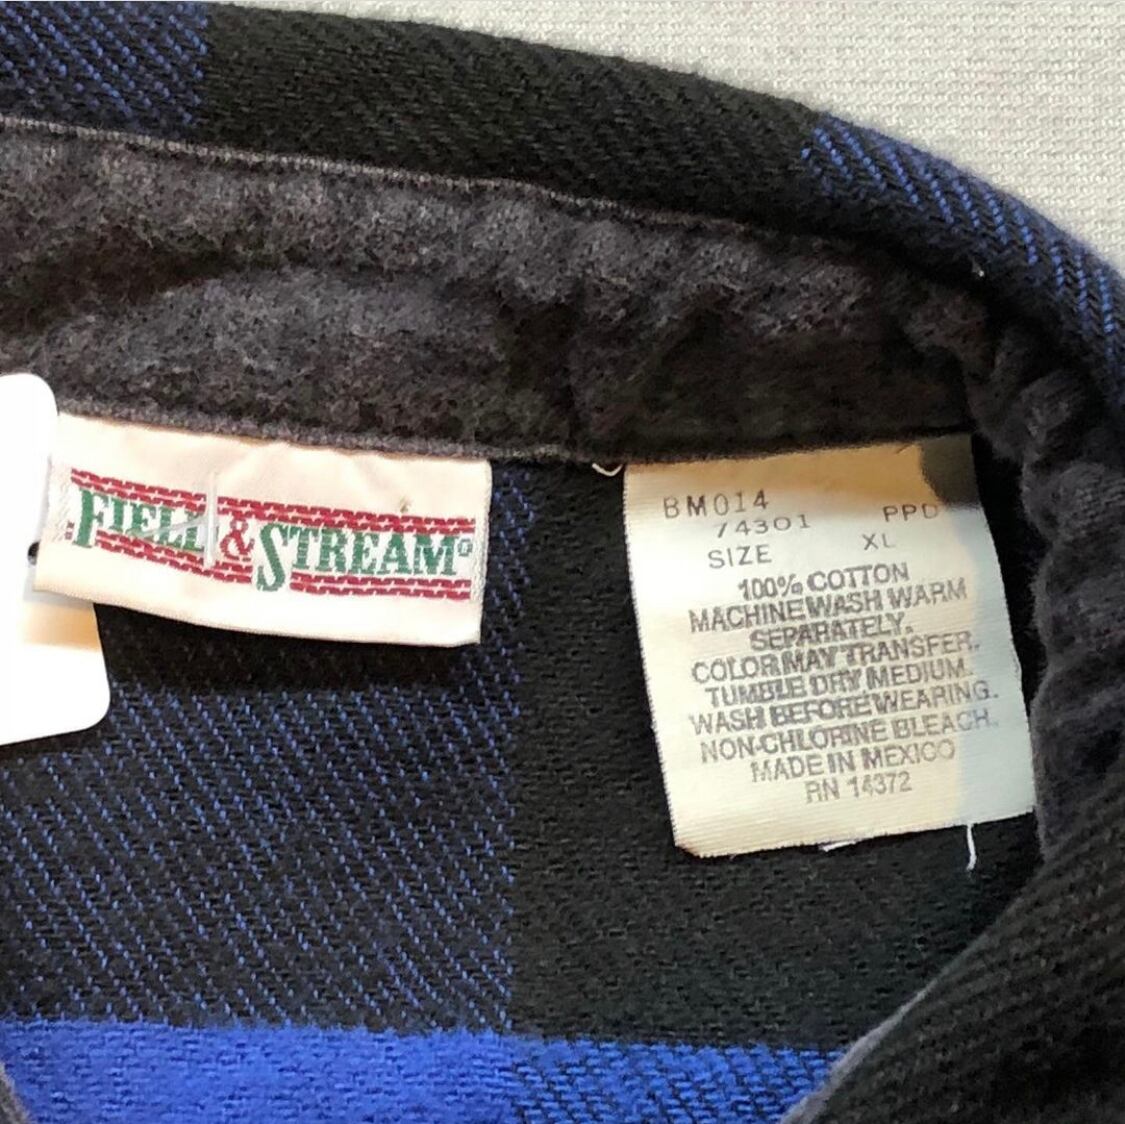 FIELD & STREAM®
BM014
74301 PPD
SIZE XL
100% COTTON
MACHINE WASH WARM
SEPARATELY.
COLOR MAY TRANSFER.
TUMBLE DRY MEDIUM.
WASH BEFORE WEARING.
NON-CHLORINE BLEACH.
MADE IN MEXICO
RN 14372